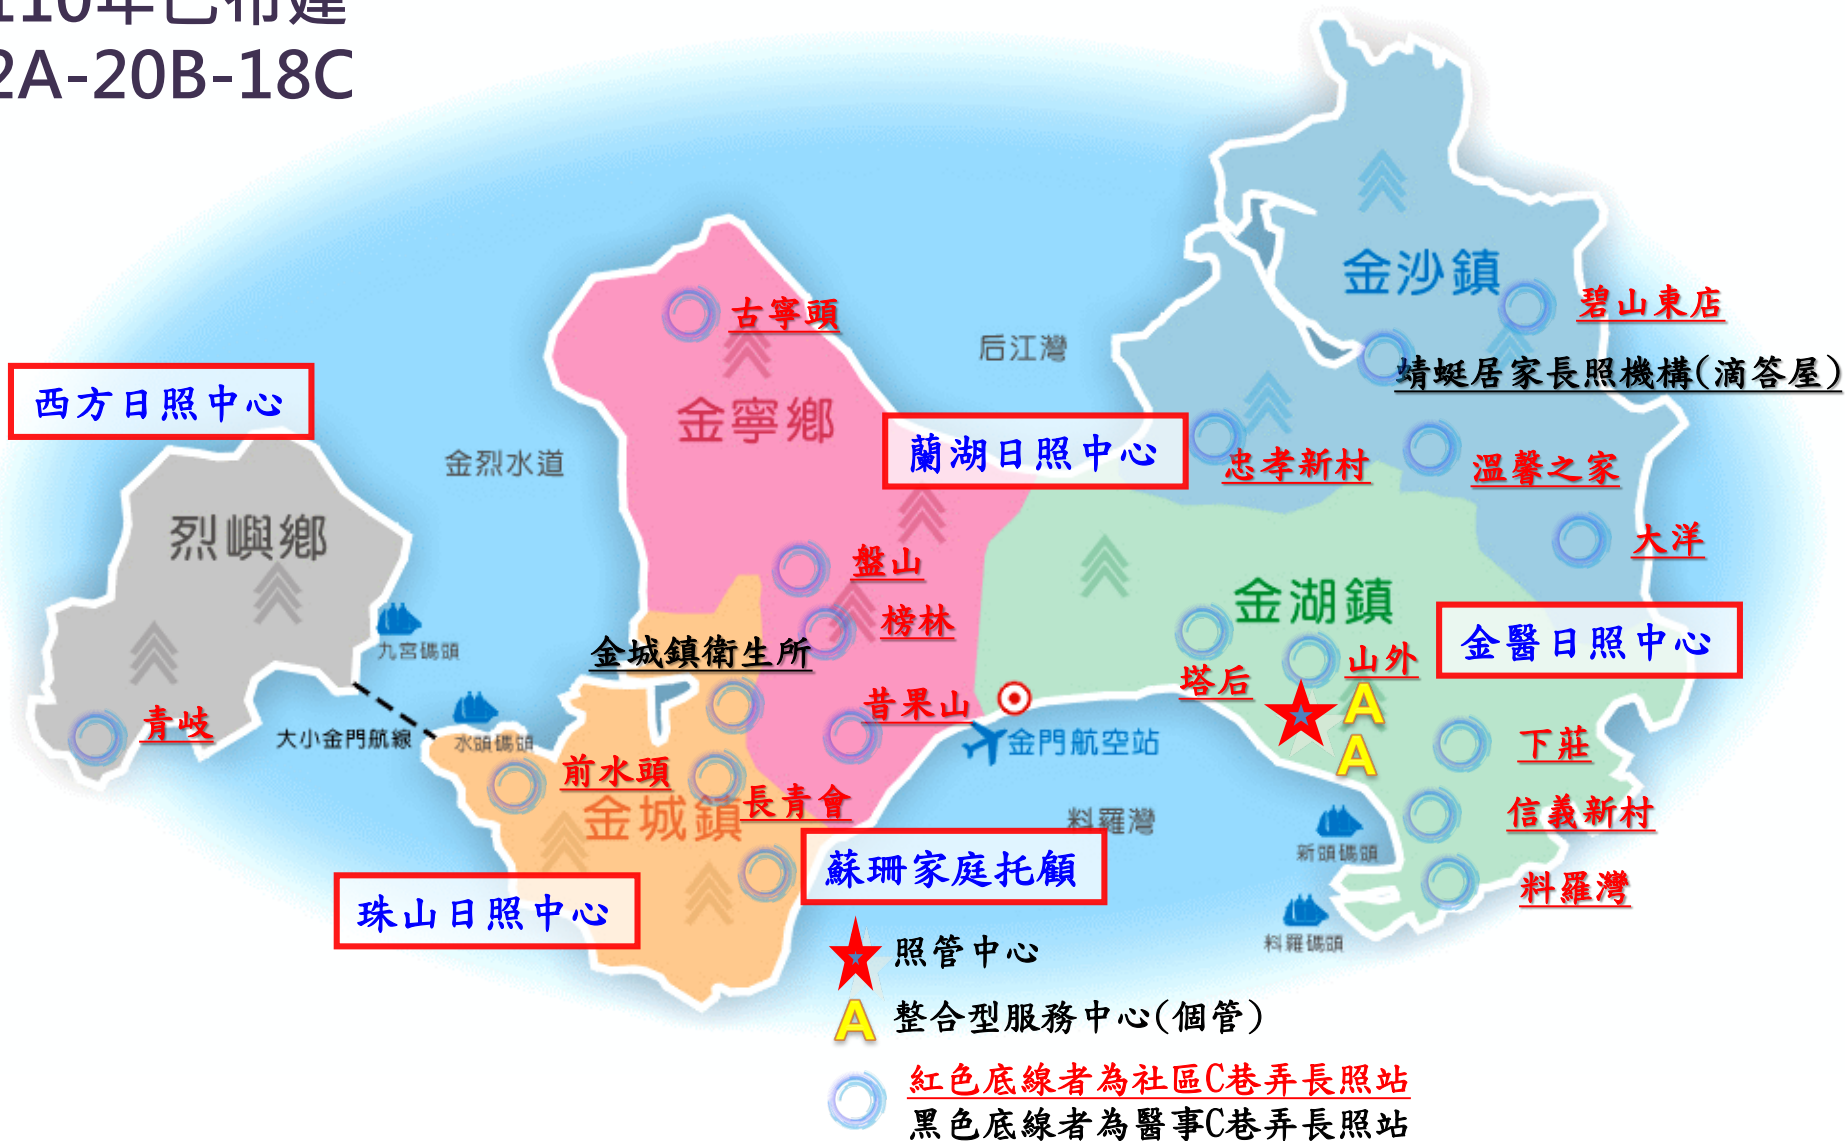 110年已布建
2A-20B-18C
金沙鎮
碧山東店
古寧頭
后江灣
蜻蜓居家長照機構(滴答屋)
西方日照中心
金寧鄉
蘭湖日照中心
金烈水道
忠孝新村
溫馨之家
烈嶼鄉
大洋
盤山
金湖鎮
榜林
九宮碼頭
金城鎮衛生所
金醫日照中心
山外
塔后
A
昔果山
青岐
大小金門航線
水頭碼頭
金門航空站
下莊
A
前水頭
長青會
金城鎮
料羅灣
信義新村
新頭碼頭
蘇珊家庭托顧
料羅灣
珠山日照中心
料羅碼頭
照管中心
A 整合型服務中心(個管)
紅色底線者為社區C巷弄長照站
黑色底線者為醫事C巷弄長照站